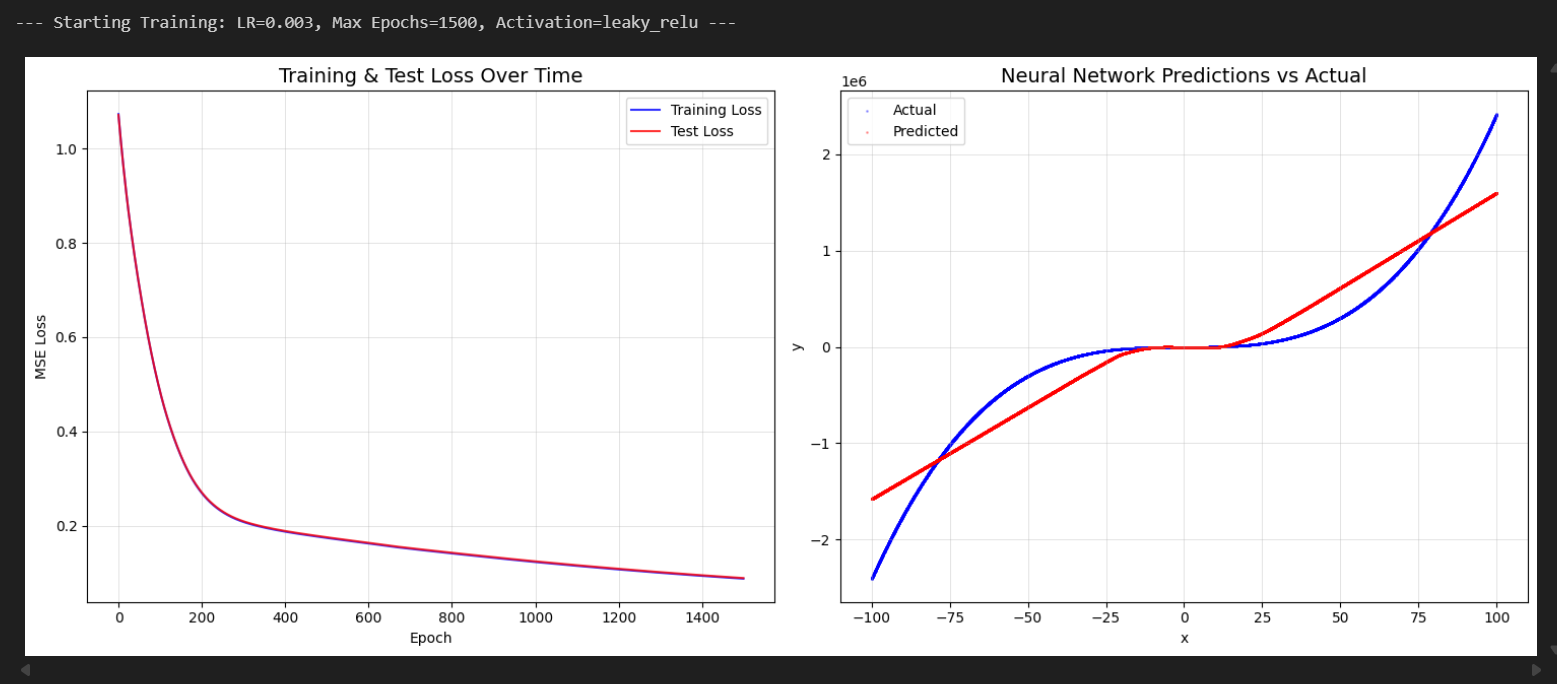 --- Starting Training: LR=0.003, Max Epochs=1500, Activation=leaky_relu ---
Training & Test Loss Over Time
Training Loss
Test Loss
1.0
0.8
0.6
0.4
0.2
MSE Loss
0
200
400
600
800
1000
1200
1400
Epoch
Neural Network Predictions vs Actual
1e6
Actual
Predicted
2
1
0
−1
−2
y
−100
−75
−50
−25
0
25
50
75
100
x